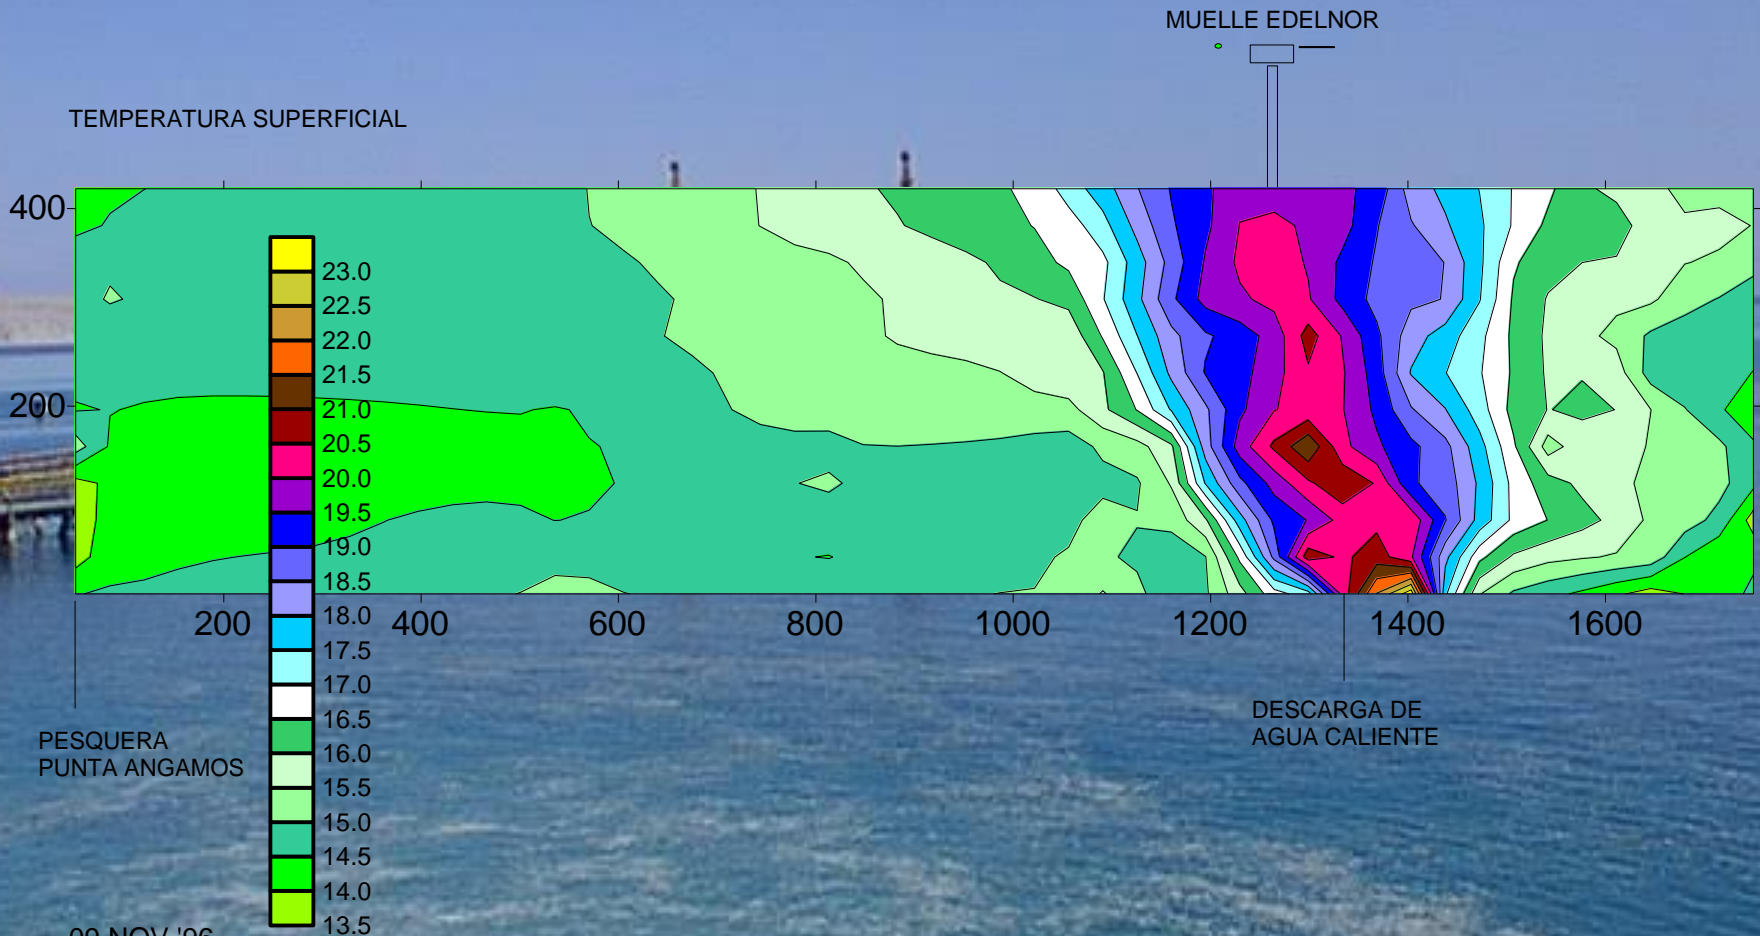 MUELLE EDELNOR
TEMPERATURA SUPERFICIAL
400
200
200 400 600 800 1000 1200 1400 1600
23.0
22.5
22.0
21.5
21.0
20.5
20.0
19.5
19.0
18.5
18.0
17.5
17.0
16.5
16.0
15.5
15.0
14.5
14.0
13.5
PESQUERA
PUNTA ANGAMOS
DESCARGA DE
AGUA CALIENTE
09 NOV '96